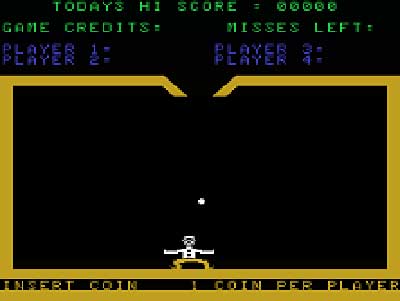 TODAYS HI SCORE = 00000
GAME CREDITS: MISSES LEFT:
PLAYER 1= PLAYER 3=
PLAYER 2= PLAYER 4=
INSERT COIN 1 COIN PER PLAYER